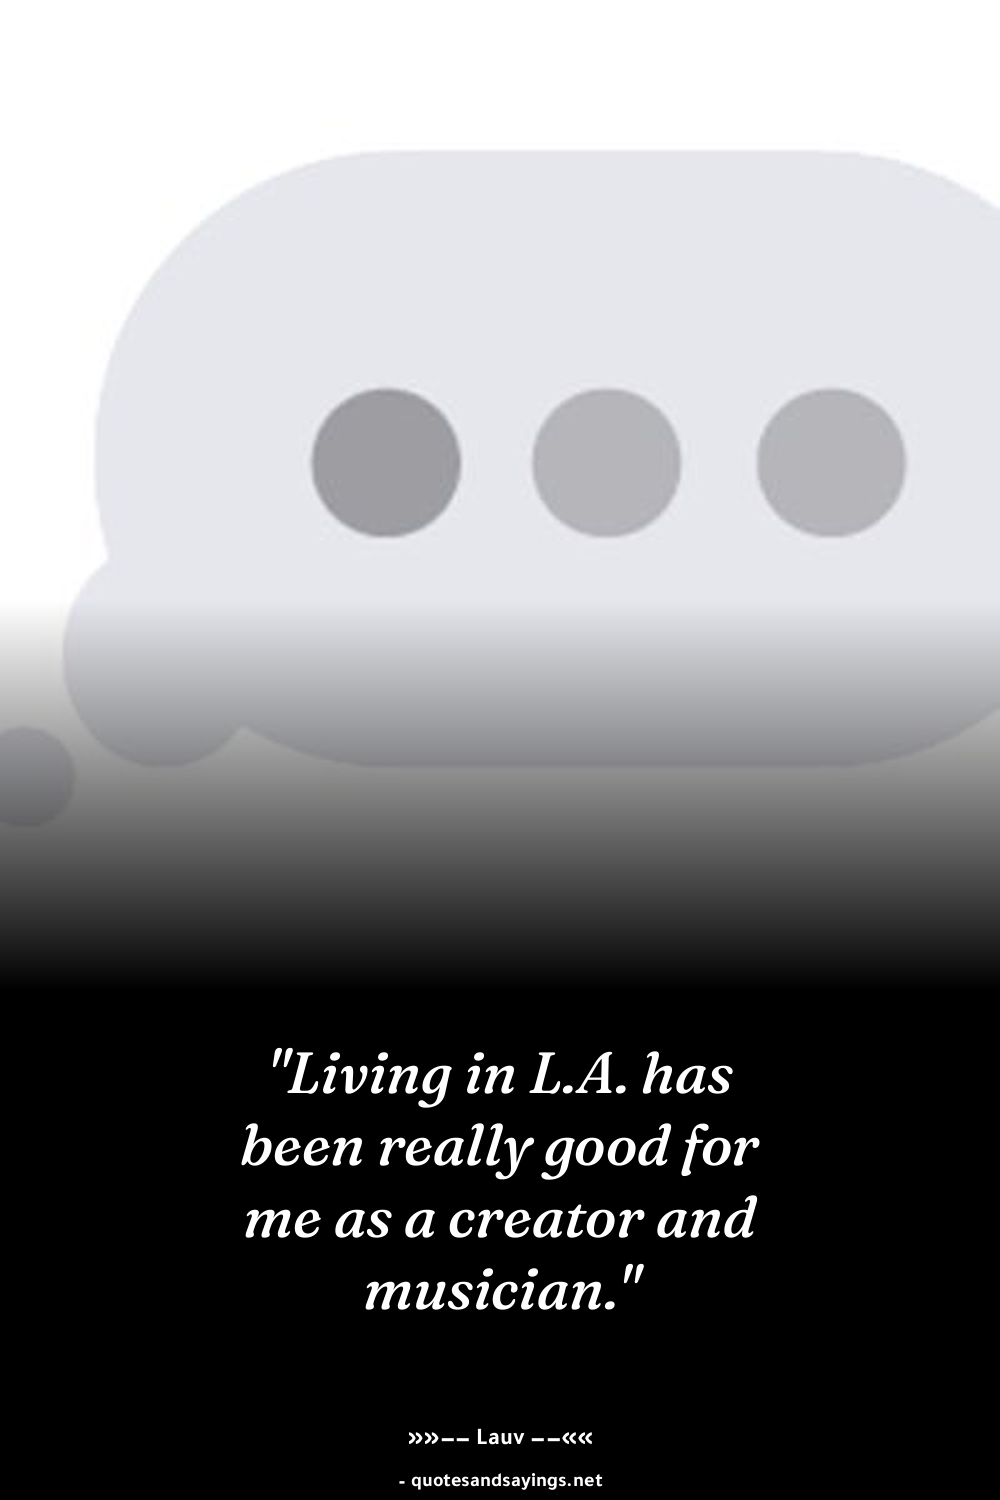 "Living in L.A. has
been really good for
me as a creator and
musician."
»»−− Lauv −−««
- quotesandsayings.net